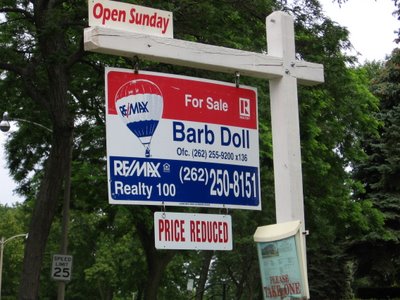 Open Sunday
For Sale
R
REALTOR
RE/MAX
Barb Doll
Ofc. (262) 255-9200 x136
RE/MAX
Realty 100
(262) 250-8151
PRICE REDUCED
SPEED
LIMIT
25
PLEASE
TAKE ONE